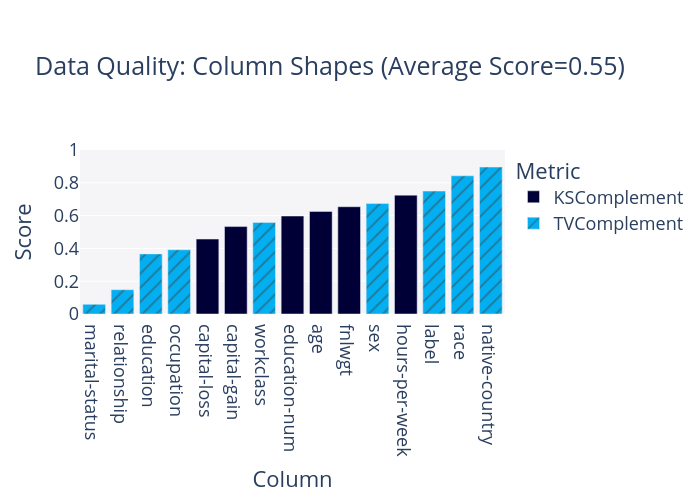 Data Quality: Column Shapes (Average Score=0.55)
Score
1
0.8
0.6
0.4
0.2
0
marital-status
relationship
education
occupation
capital-loss
capital-gain
workclass
education-num
age
fnlwgt
sex
hours-per-week
label
race
native-country
Column
Metric
KSComplement
TVComplement